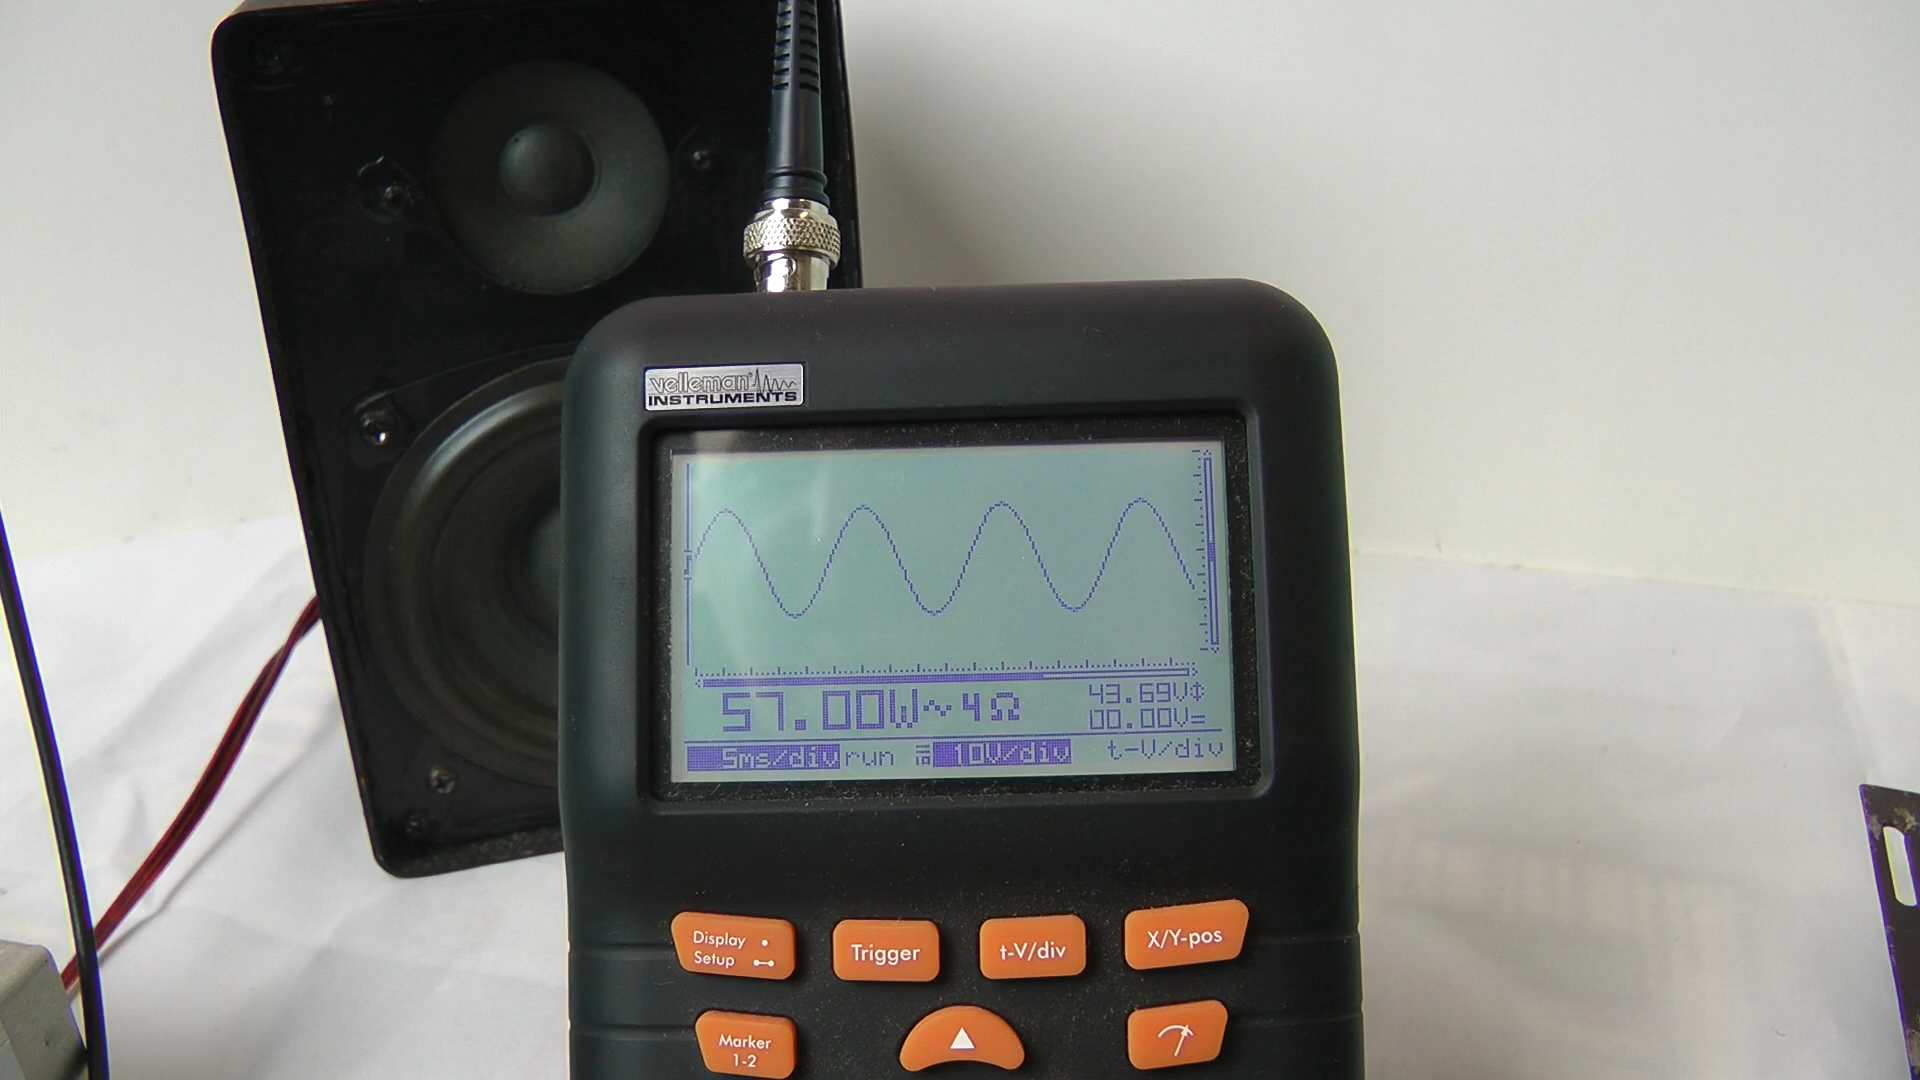 velleman®
INSTRUMENTS
57.00W~4Ω
43.69V↕
00.00V=
5ms/div run 10V/div t-V/div
Display
Setup
Trigger
t-V/div
X/Y-pos
Marker
1-2